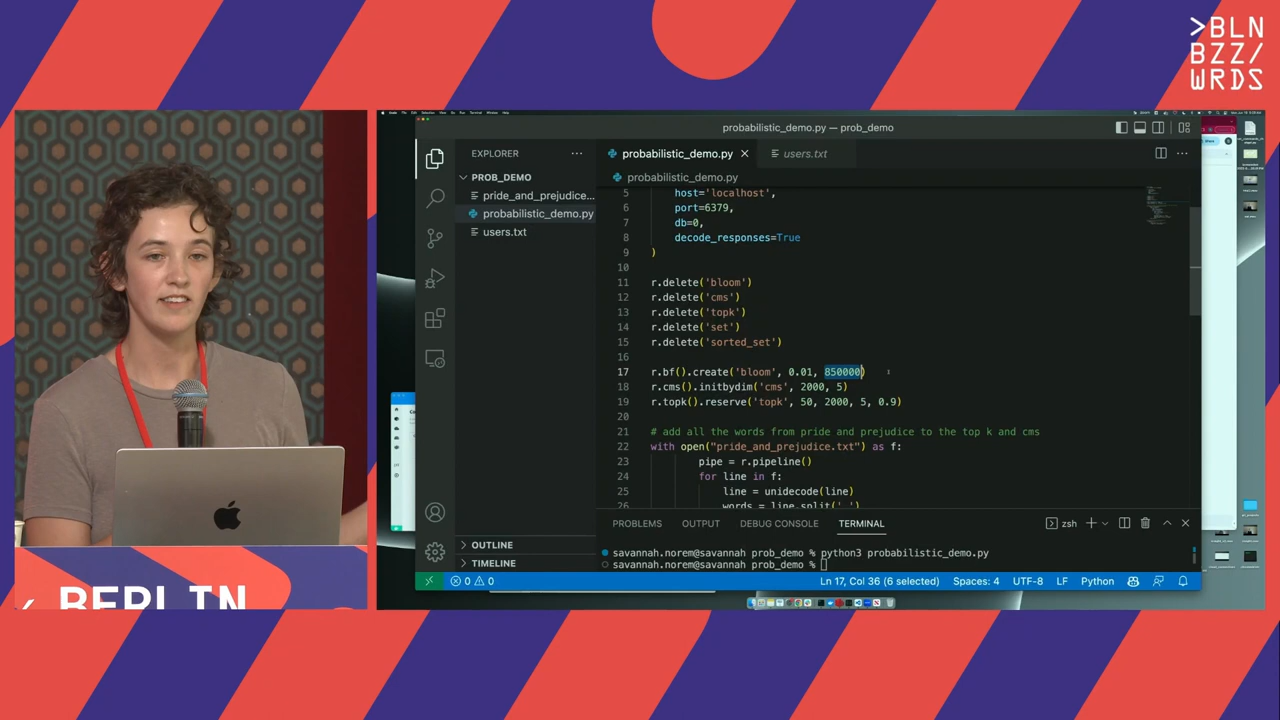 >BLN
BZZ/
WRDS
probabilistic_demo.py — prob_demo
EXPLORER
PROB_DEMO
pride_and_prejudice...
probabilistic_demo.py
users.txt
probabilistic_demo.py
users.txt
probabilistic_demo.py
5 host='localhost',
6 port=6379,
7 db=0,
8 decode_responses=True
9 )
10
11 r.delete('bloom')
12 r.delete('cms')
13 r.delete('topk')
14 r.delete('set')
15 r.delete('sorted_set')
16
17 r.bf().create('bloom', 0.01, 850000)
18 r.cms().initbydim('cms', 2000, 5)
19 r.topk().reserve('topk', 50, 2000, 5, 0.9)
20
21 # add all the words from pride and prejudice to the top k and cms
22 with open("pride_and_prejudice.txt") as f:
23 pipe = r.pipeline()
24 for line in f:
25 line = unidecode(line)
26 words = line.split(' ')
PROBLEMS
OUTPUT
DEBUG CONSOLE
TERMINAL
zsh
savannah.norem@savannah prob_demo % python3 probabilistic_demo.py
savannah.norem@savannah prob_demo %
OUTLINE
TIMELINE
0 0
Ln 17, Col 36 (6 selected)
Spaces: 4
UTF-8
LF
Python
BERLIN